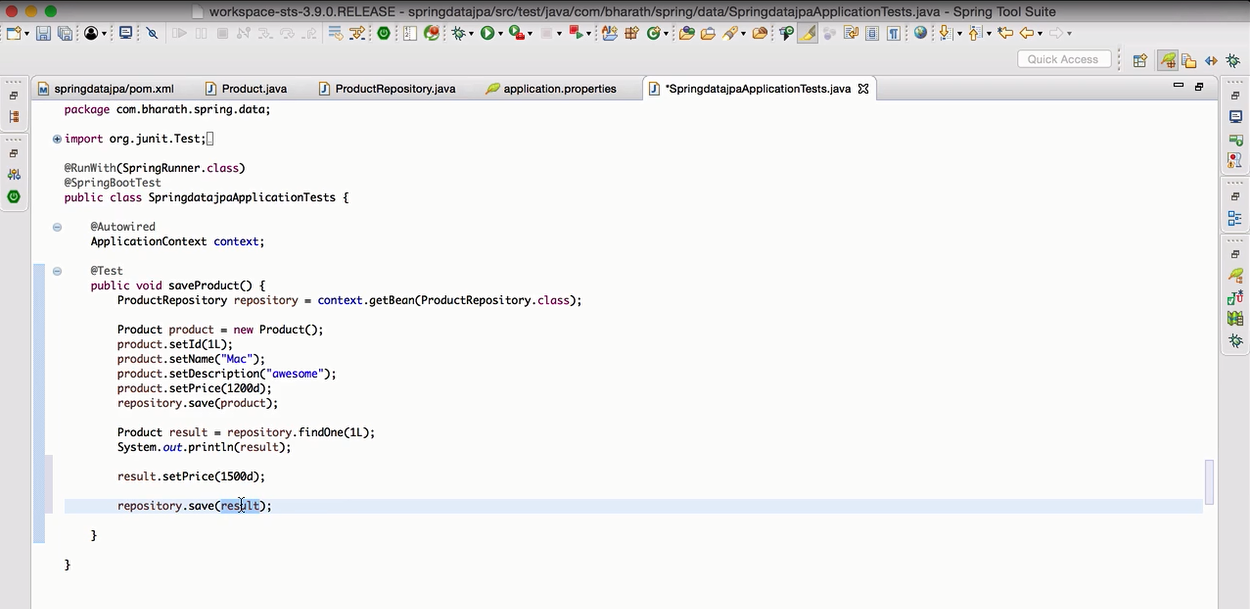 workspace-sts-3.9.0.RELEASE - springdatajpa/src/test/java/com/bharath/spring/data/SpringdatajpaApplicationTests.java - Spring Tool Suite
Quick Access
springdatajpa/pom.xml
Product.java
ProductRepository.java
application.properties
*SpringdatajpaApplicationTests.java
package com.bharath.spring.data;
import org.junit.Test;
@RunWith(SpringRunner.class)
@SpringBootTest
public class SpringdatajpaApplicationTests {
@Autowired
ApplicationContext context;
@Test
public void saveProduct() {
ProductRepository repository = context.getBean(ProductRepository.class);
Product product = new Product();
product.setId(1L);
product.setName("Mac");
product.setDescription("awesome");
product.setPrice(1200d);
repository.save(product);
Product result = repository.findOne(1L);
System.out.println(result);
result.setPrice(1500d);
repository.save(result);
}
}